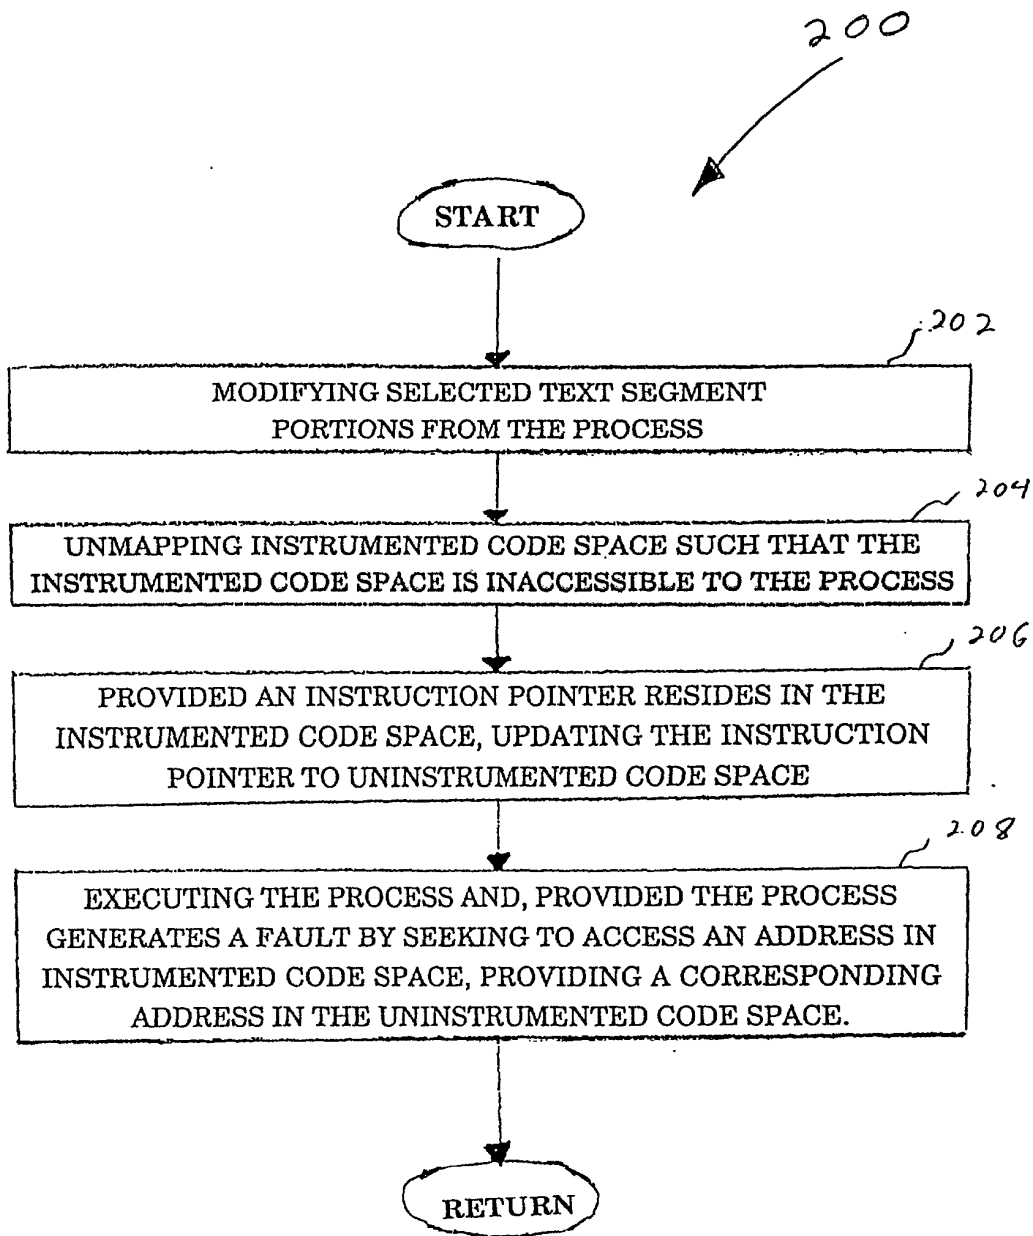 200
START
202
MODIFYING SELECTED TEXT SEGMENT
PORTIONS FROM THE PROCESS
204
UNMAPPING INSTRUMENTED CODE SPACE SUCH THAT THE
INSTRUMENTED CODE SPACE IS INACCESSIBLE TO THE PROCESS
206
PROVIDED AN INSTRUCTION POINTER RESIDES IN THE
INSTRUMENTED CODE SPACE, UPDATING THE INSTRUCTION
POINTER TO UNINSTRUMENTED CODE SPACE
208
EXECUTING THE PROCESS AND, PROVIDED THE PROCESS
GENERATES A FAULT BY SEEKING TO ACCESS AN ADDRESS IN
INSTRUMENTED CODE SPACE, PROVIDING A CORRESPONDING
ADDRESS IN THE UNINSTRUMENTED CODE SPACE.
RETURN